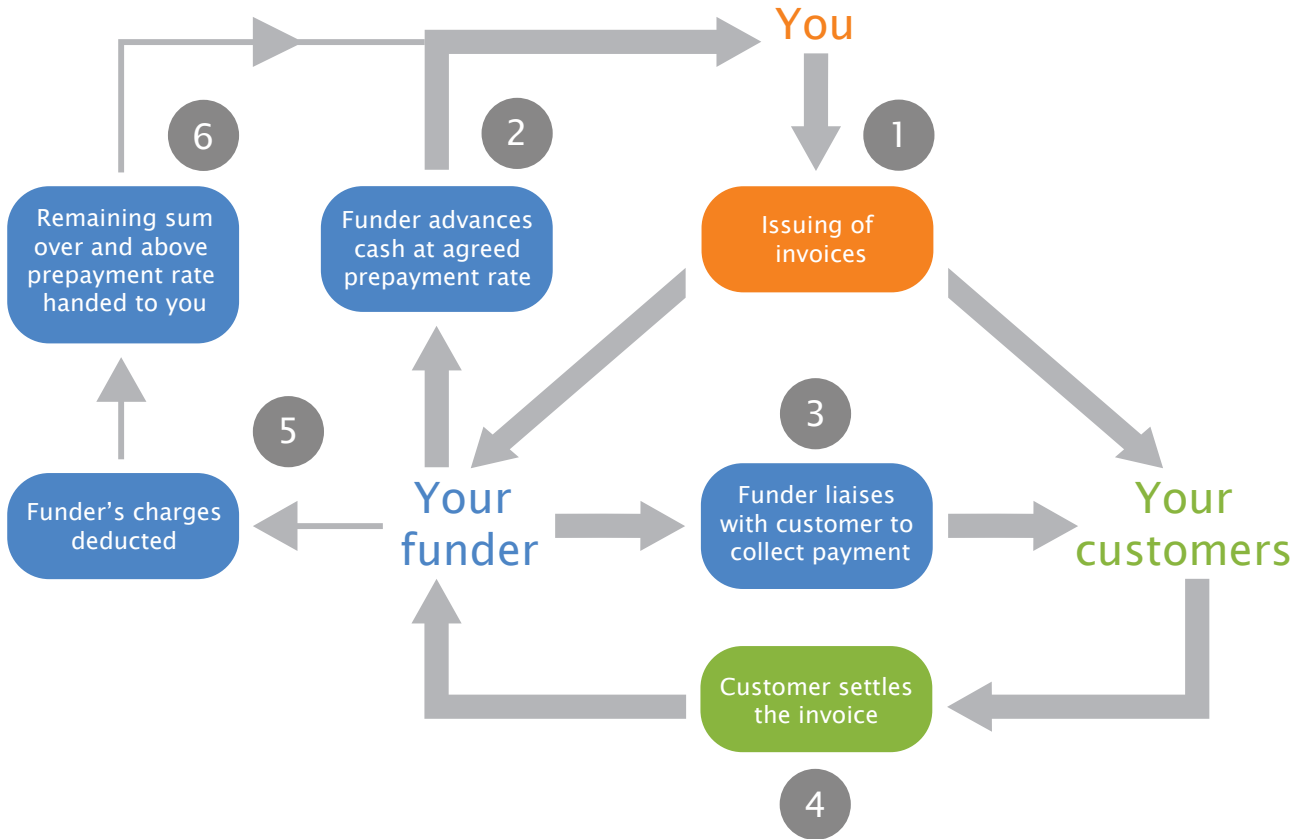 You
6
2
1
Remaining sum
over and above
prepayment rate
handed to you
Funder advances
cash at agreed
prepayment rate
Issuing of
invoices
5
3
Funder’s charges
deducted
Your
funder
Funder liaises
with customer to
collect payment
Your
customers
Customer settles
the invoice
4